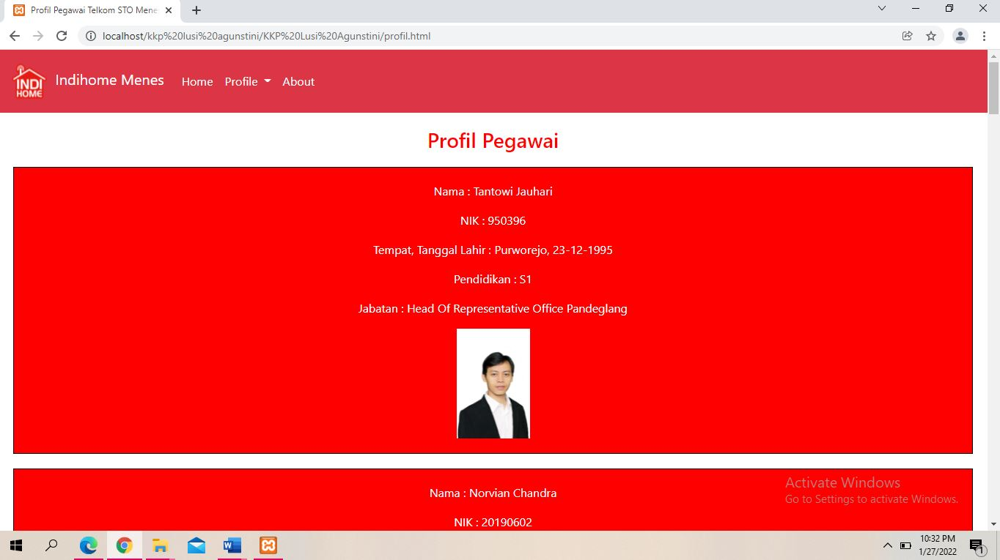 Profil Pegawai Telkom STO Mene
localhost/kkp%20lusi%20agunstini/KKP%20Lusi%20Agunstini/profil.html
INDI
HOME
Indihome Menes Home Profile About
Profil Pegawai
Nama : Tantowi Jauhari
NIK : 950396
Tempat, Tanggal Lahir : Purworejo, 23-12-1995
Pendidikan : S1
Jabatan : Head Of Representative Office Pandeglang
Nama : Norvian Chandra
NIK : 20190602
Activate Windows
Go to Settings to activate Windows.
10:32 PM
1/27/2022
1